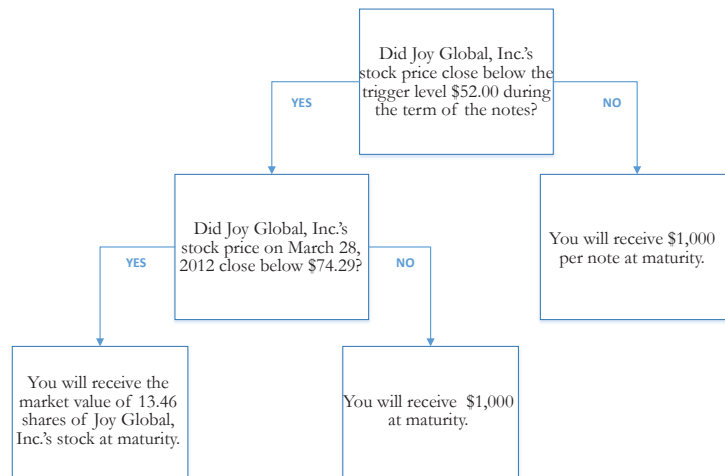 Did Joy Global, Inc.'s
stock price close below the
trigger level $52.00 during
the term of the notes?
YES
NO
Did Joy Global, Inc.'s
stock price on March 28,
2012 close below $74.29?
You will receive $1,000
per note at maturity.
YES
NO
You will receive the
market value of 13.46
shares of Joy Global,
Inc.'s stock at maturity.
You will receive $1,000
at maturity.